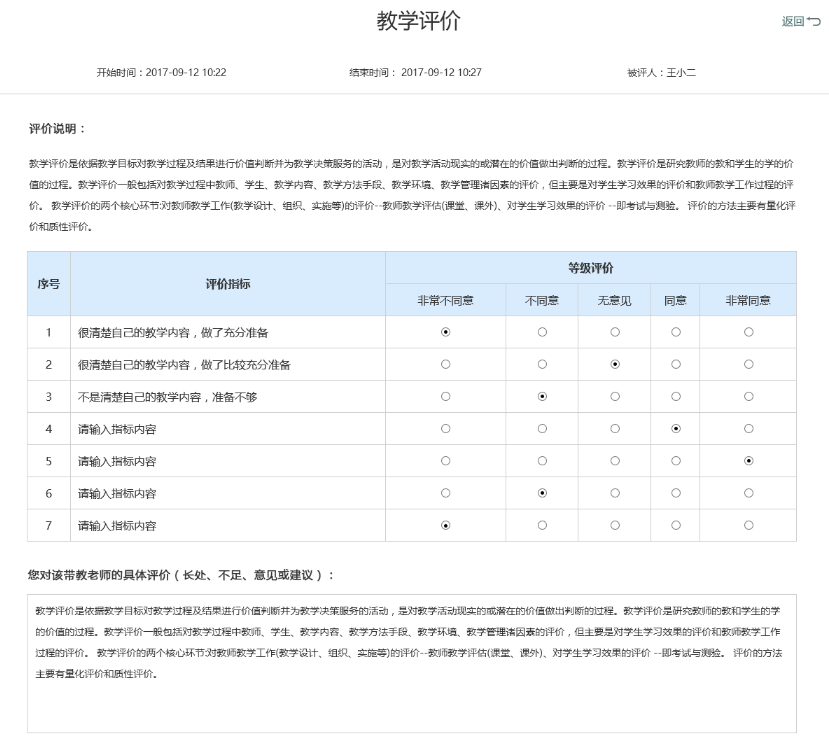 教学评价
返回
开始时间：2017-09-12 10:22 结束时间： 2017-09-12 10:27 被评人：王小二
评价说明：
教学评价是依据教学目标对教学过程及结果进行价值判断并为教学决策服务的活动，是对教学活动现实的或潜在的价值做出判断的过程。教学评价是研究教师的教和学生的学的价
值的过程。教学评价一般包括对教学过程中教师、学生、教学内容、教学方法手段、教学环境、教学管理诸因素的评价，但主要是对学生学习效果的评价和教师教学工作过程的评
价。 教学评价的两个核心环节:对教师教学工作(教学设计、组织、实施等)的评价--教师教学评估(课堂、课外)、对学生学习效果的评价 --即考试与测验。 评价的方法主要有量化评
价和质性评价。
序号 评价指标 等级评价
非常不同意 不同意 无意见 同意 非常同意
1 很清楚自己的教学内容，做了充分准备
2 很清楚自己的教学内容，做了比较充分准备
3 不是清楚自己的教学内容，准备不够
4 请输入指标内容
5 请输入指标内容
6 请输入指标内容
7 请输入指标内容
您对该带教老师的具体评价（长处、不足、意见或建议）：
教学评价是依据教学目标对教学过程及结果进行价值判断并为教学决策服务的活动，是对教学活动现实的或潜在的价值做出判断的过程。教学评价是研究教师的教和学生的学
的价值的过程。教学评价一般包括对教学过程中教师、学生、教学内容、教学方法手段、教学环境、教学管理诸因素的评价，但主要是对学生学习效果的评价和教师教学工作
过程的评价。 教学评价的两个核心环节:对教师教学工作(教学设计、组织、实施等)的评价--教师教学评估(课堂、课外)、对学生学习效果的评价 --即考试与测验。 评价的方法
主要有量化评价和质性评价。